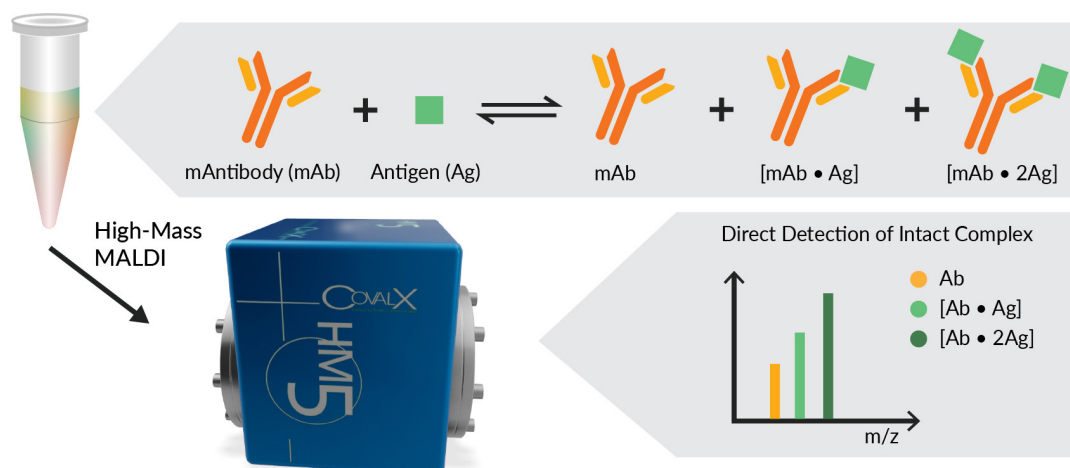 +
+
+
mAntibody (mAb)
Antigen (Ag)
mAb
[mAb • Ag]
[mAb • 2Ag]
High-Mass
MALDI
COVALX
HM5
Direct Detection of Intact Complex
Ab
[Ab • Ag]
[Ab • 2Ag]
m/z